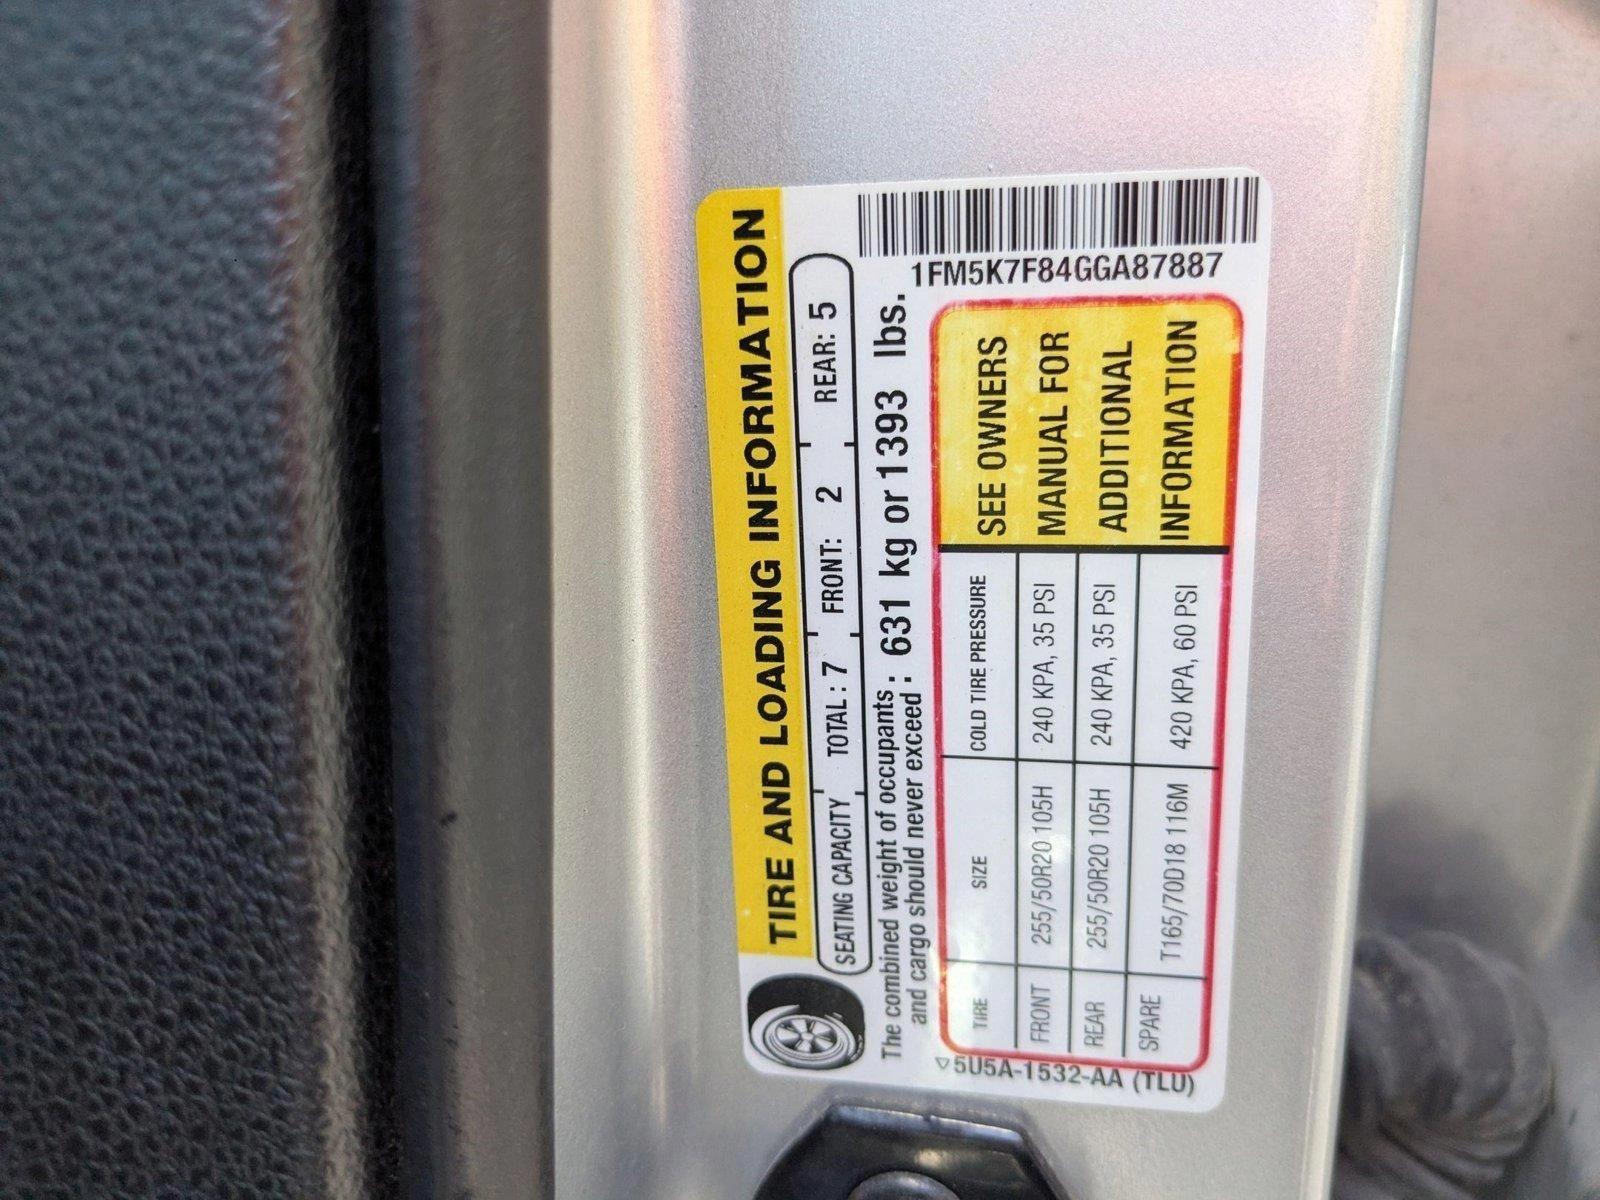 TIRE AND LOADING INFORMATION
SEATING CAPACITY TOTAL : 7 FRONT: 2 REAR: 5
The combined weight of occupants : 631 kg or 1393 lbs.
and cargo should never exceed :
1FM5K7F84GGA87887
TIRE SIZE COLD TIRE PRESSURE
FRONT 255/50R20 105H 240 KPA, 35 PSI
REAR 255/50R20 105H 240 KPA, 35 PSI
SPARE T165/70D18 116M 420 KPA, 60 PSI
SEE OWNERS
MANUAL FOR
ADDITIONAL
INFORMATION
5U5A-1532-AA (TLU)